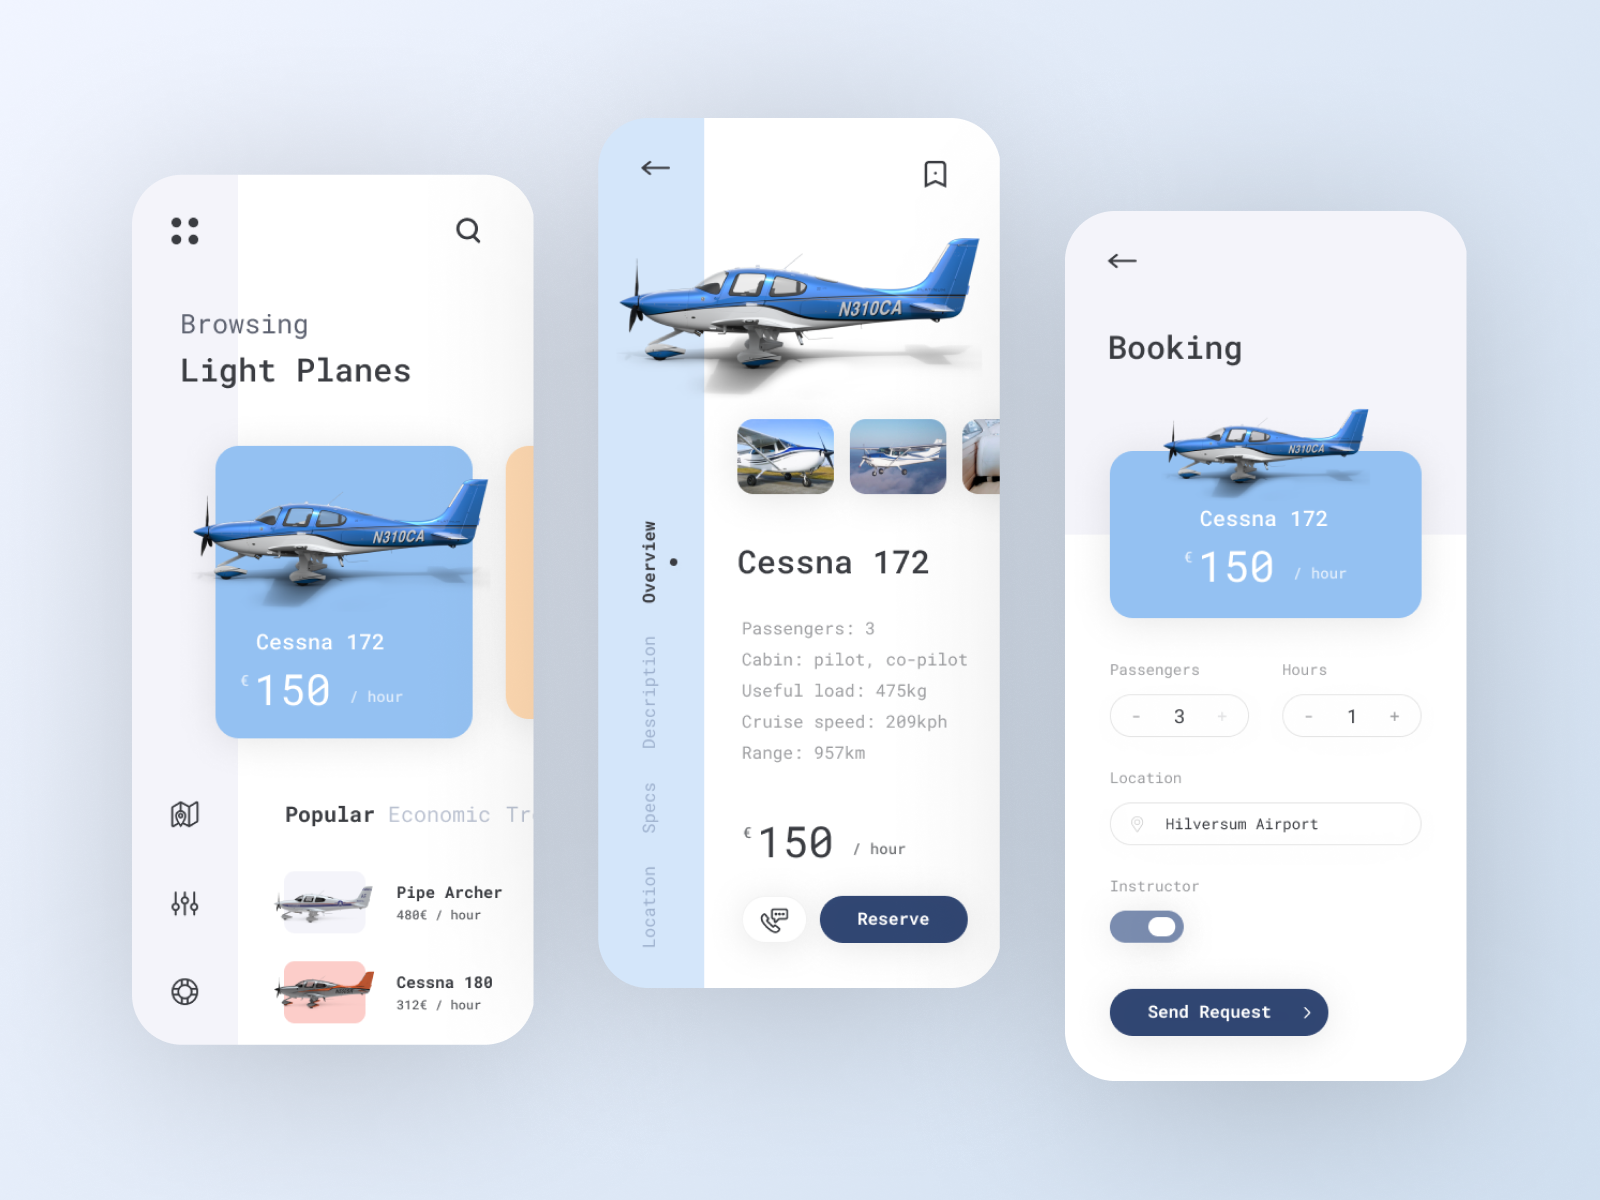 Browsing
Light Planes
N310CA
Cessna 172
€ 150 / hour
Popular Economic Tr
Pipe Archer
480€ / hour
Cessna 180
312€ / hour
N310CA
Overview
Description
Specs
Location
Cessna 172
Passengers: 3
Cabin: pilot, co-pilot
Useful load: 475kg
Cruise speed: 209kph
Range: 957km
€ 150 / hour
Reserve
Booking
N310CA
Cessna 172
€ 150 / hour
Passengers Hours
- 3 + - 1 +
Location
Hilversum Airport
Instructor
Send Request